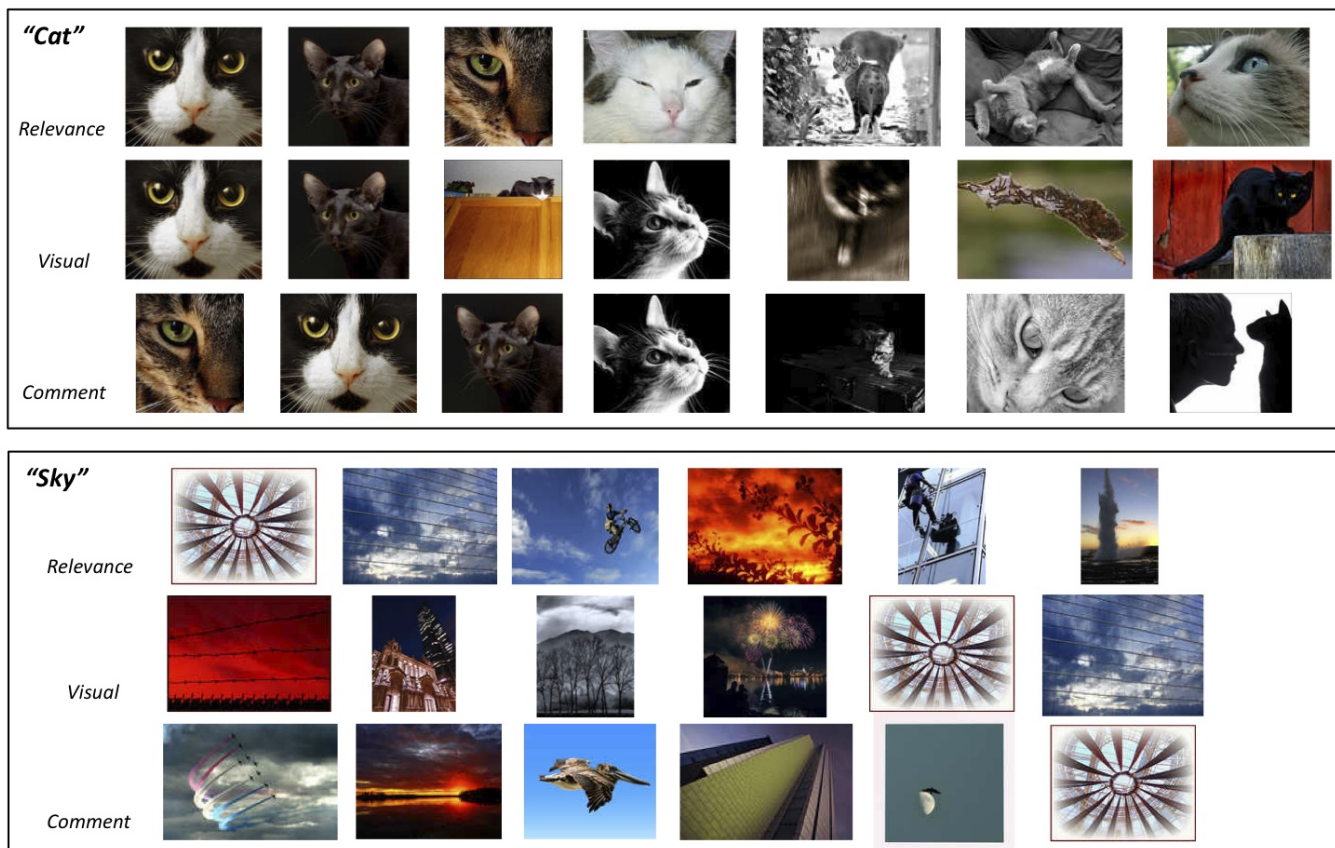 “Cat”
Relevance
Visual
Comment
“Sky”
Relevance
Visual
Comment